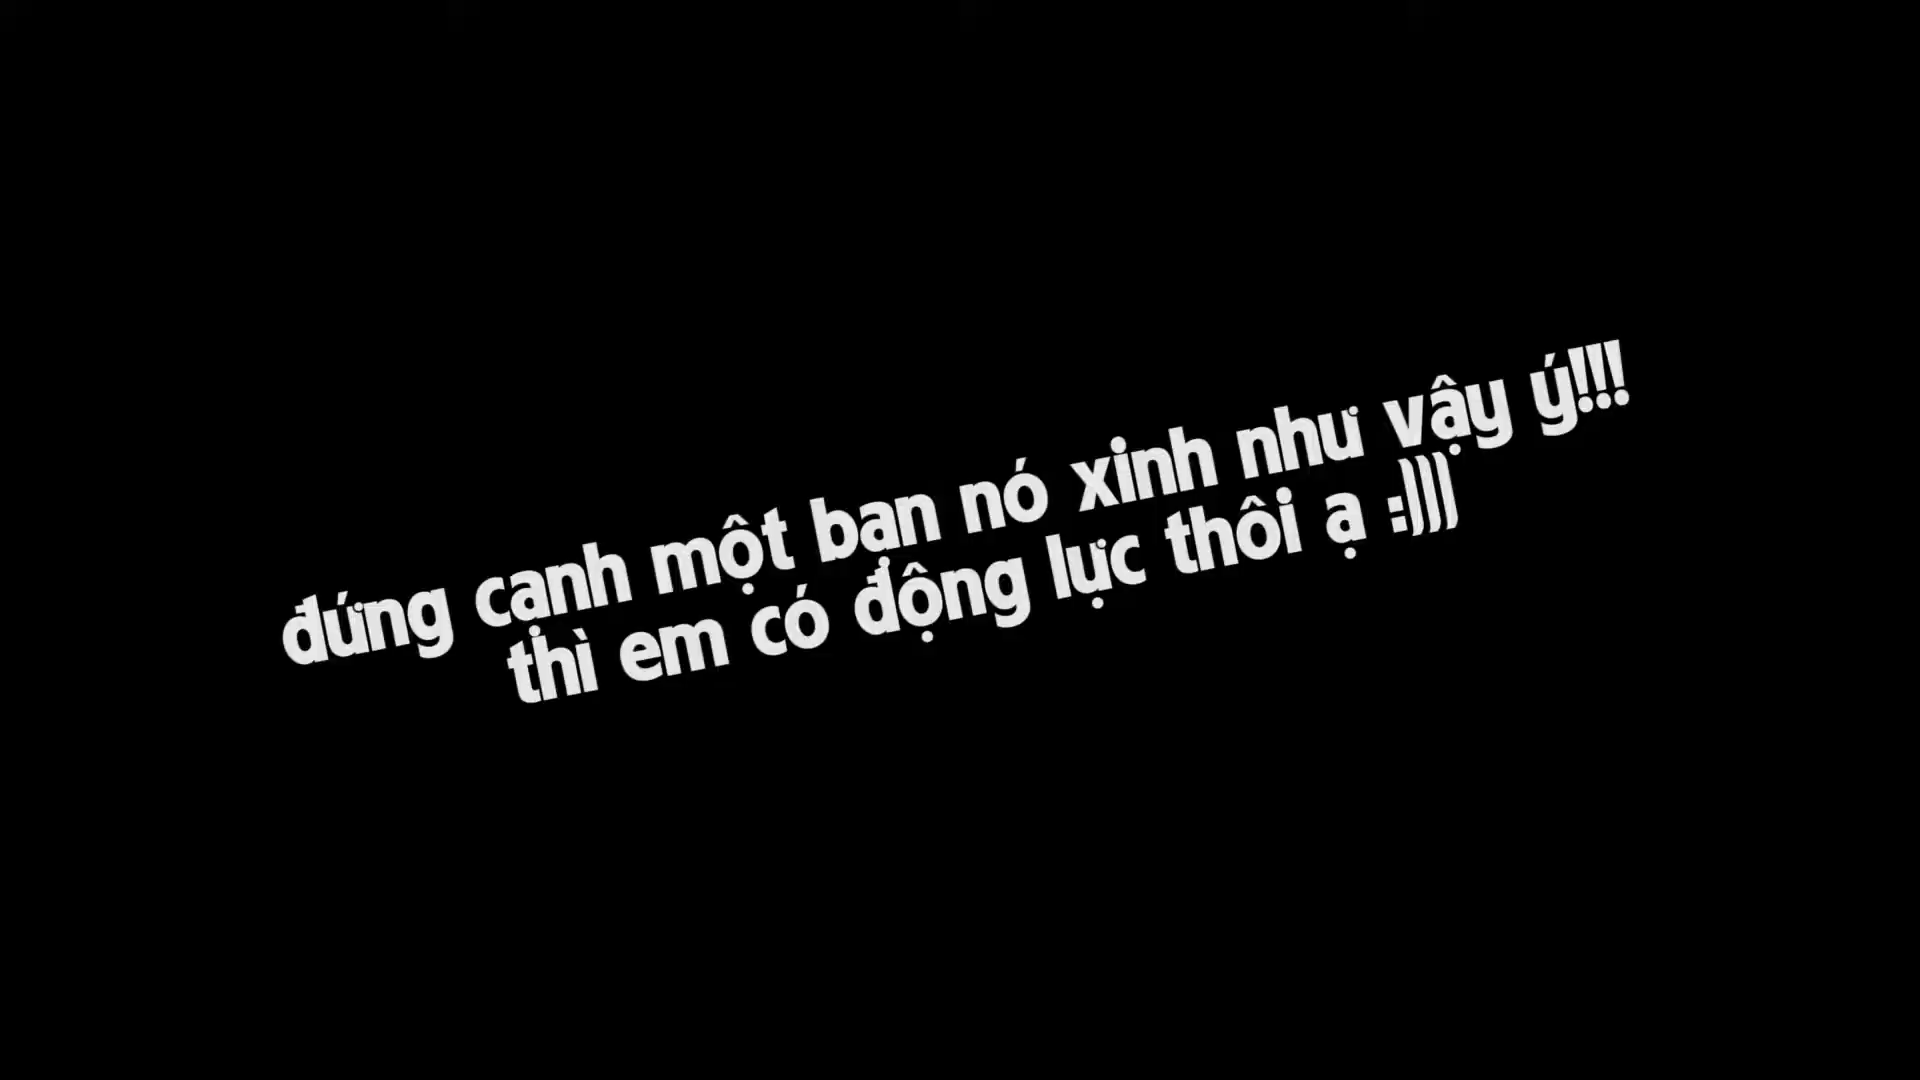 đứng cạnh một bạn nó xinh như vậy ý!!!
thì em có động lực thôi ạ :))))